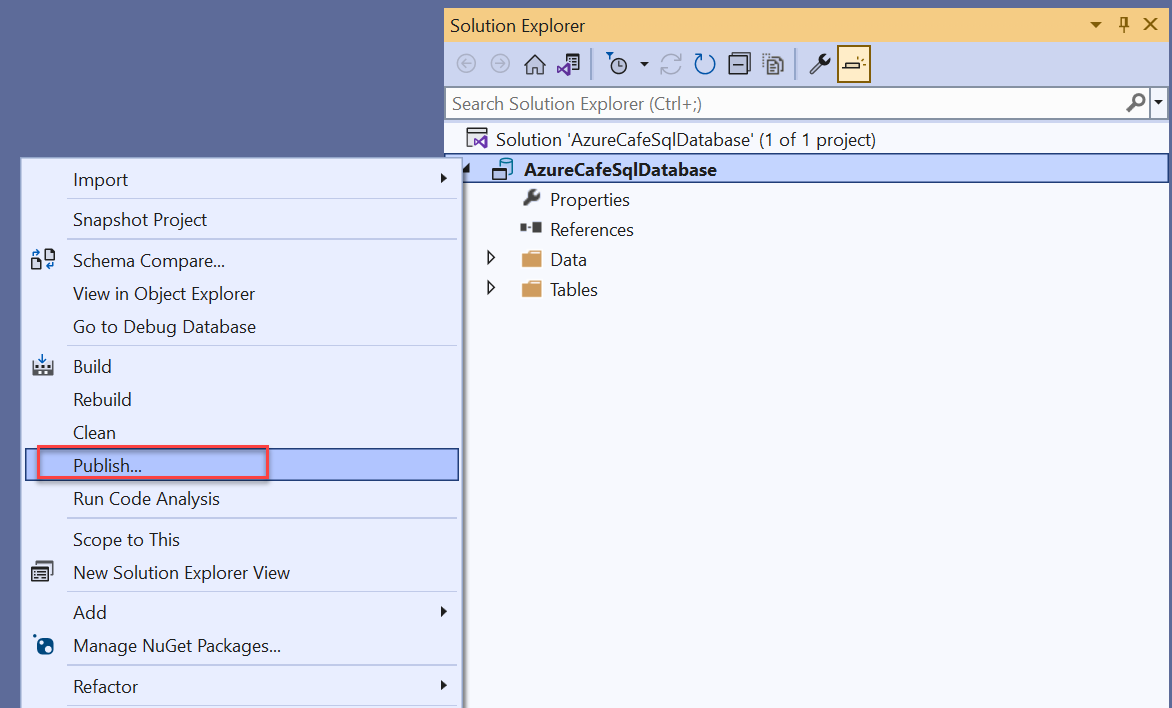 Solution Explorer
Search Solution Explorer (Ctrl+;)
Solution 'AzureCafeSqlDatabase' (1 of 1 project)
AzureCafeSqlDatabase
Properties
References
Data
Tables
Import
Snapshot Project
Schema Compare...
View in Object Explorer
Go to Debug Database
Build
Rebuild
Clean
Publish...
Run Code Analysis
Scope to This
New Solution Explorer View
Add
Manage NuGet Packages...
Refactor